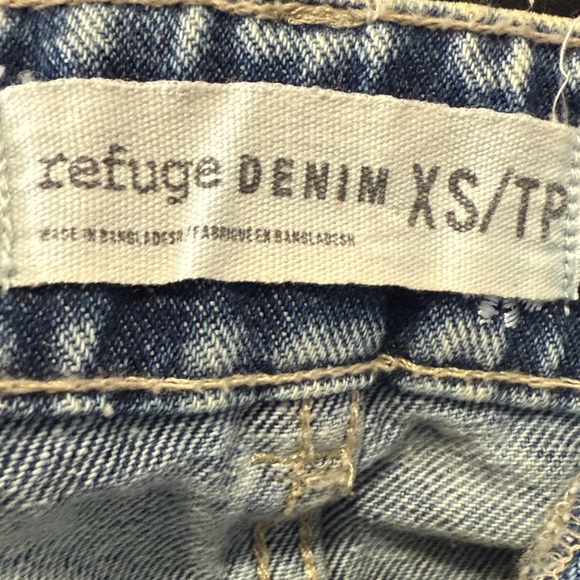 refuge DENIM XS/TP
MADE IN BANGLADESH/FABRIQUE EN BANGLADESH